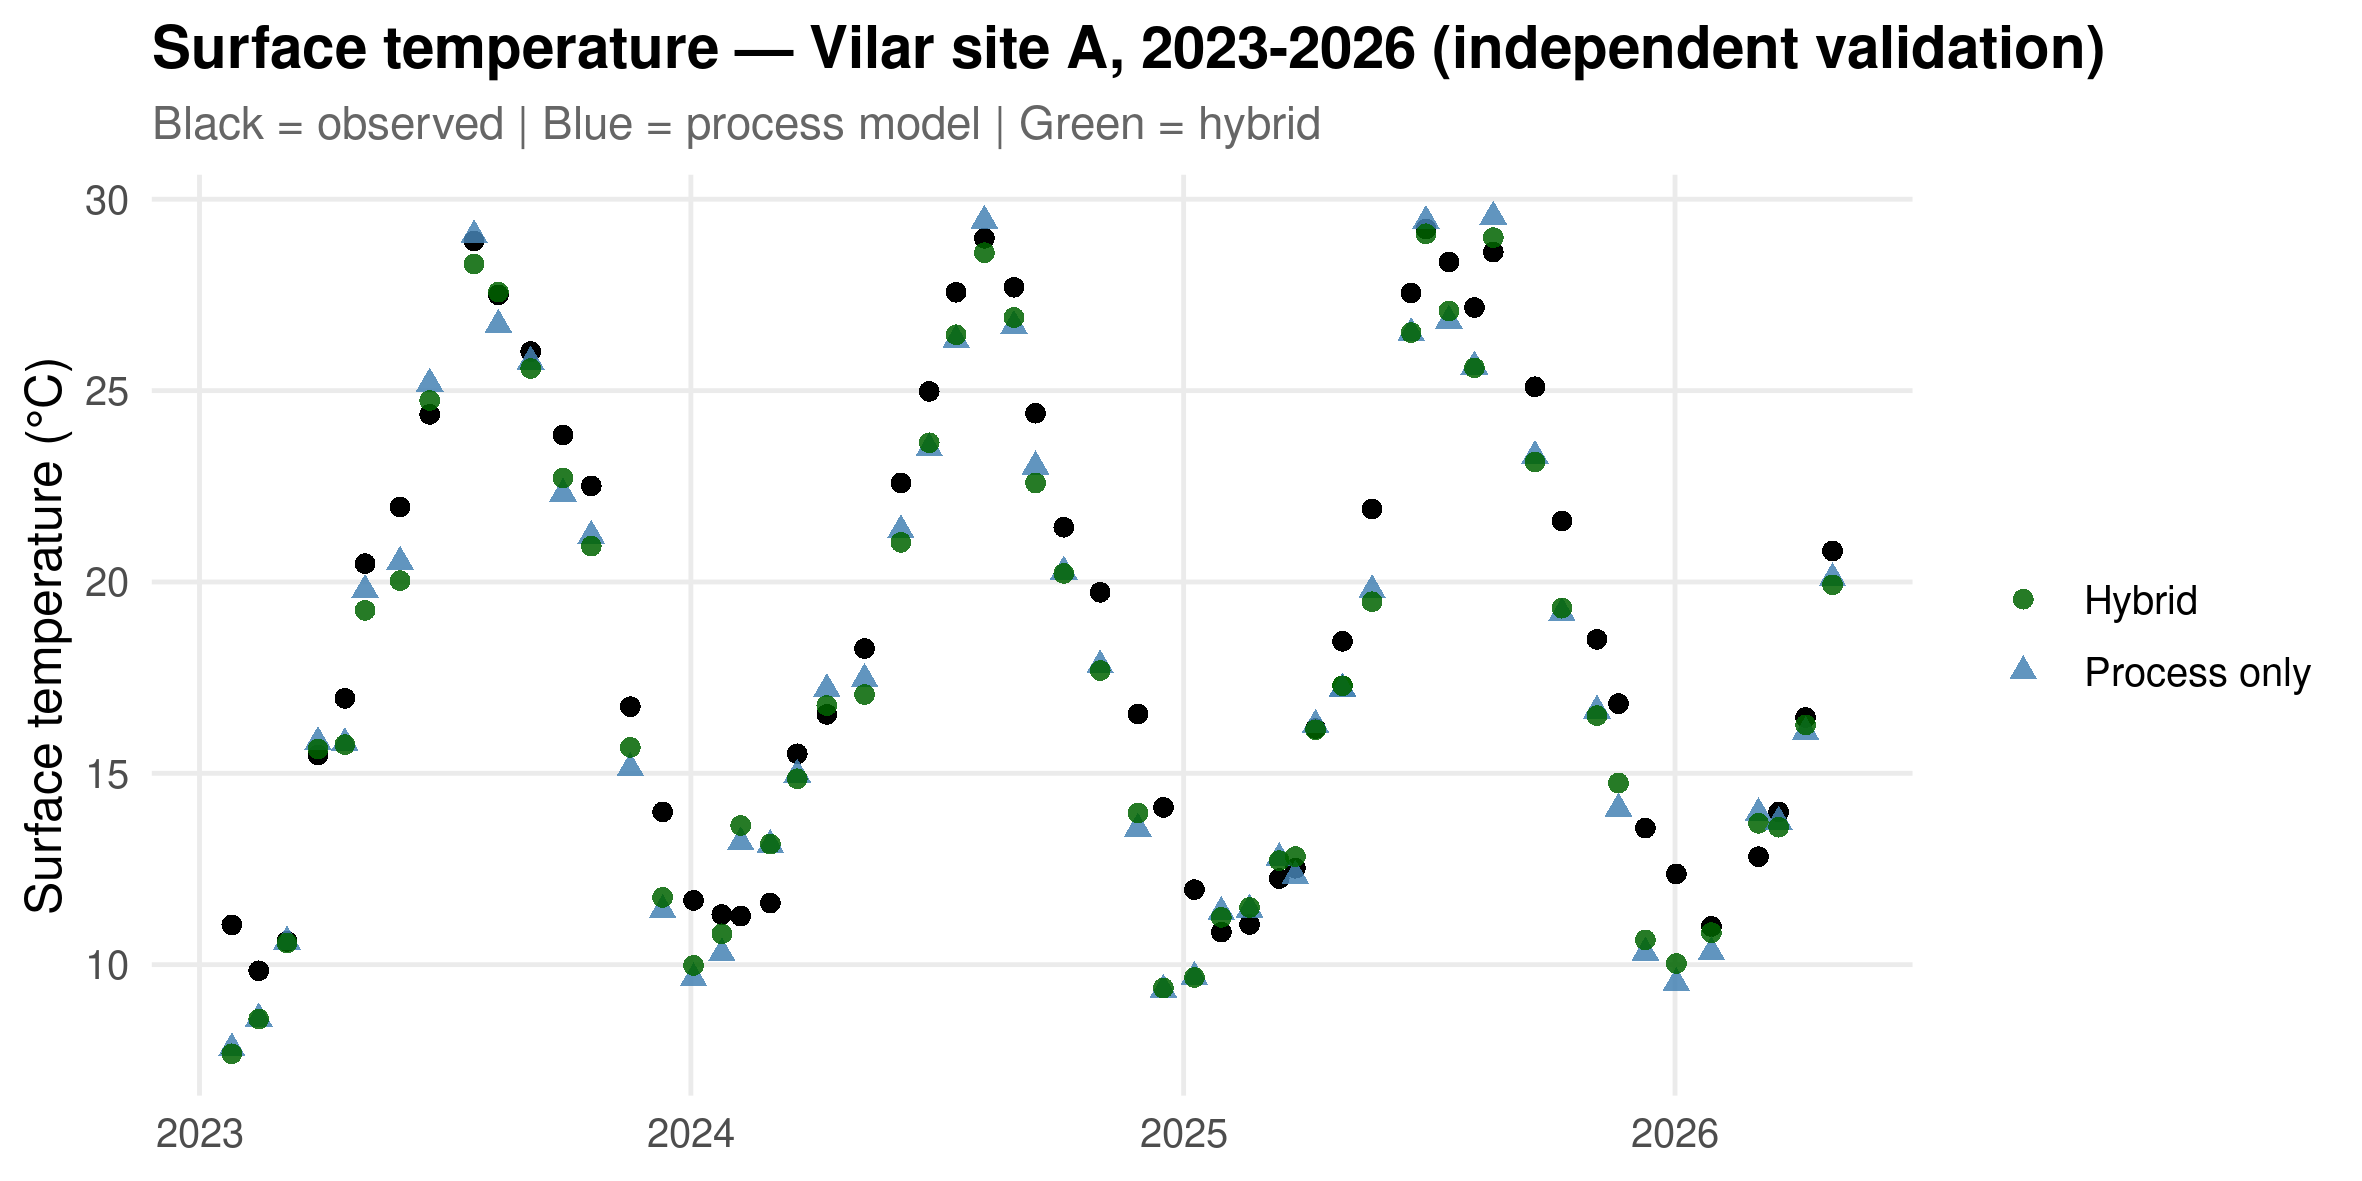 Surface temperature — Vilar site A, 2023-2026 (independent validation)
Black = observed | Blue = process model | Green = hybrid
Surface temperature (°C)
30
25
20
15
10
2023
2024
2025
2026
Hybrid
Process only